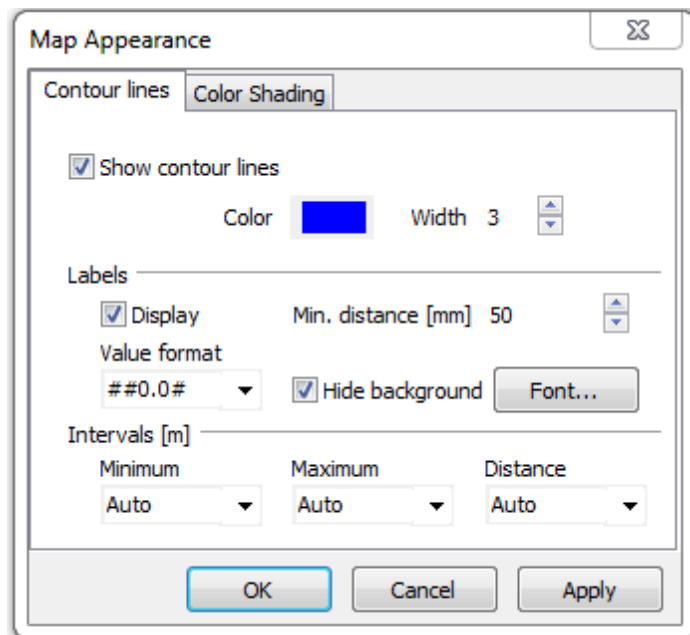 Map Appearance
Contour lines Color Shading
Show contour lines
Color Width 3
Labels
Display Min. distance [mm] 50
Value format
##0.0# Hide background Font...
Intervals [m]
Minimum Maximum Distance
Auto Auto Auto
OK Cancel Apply